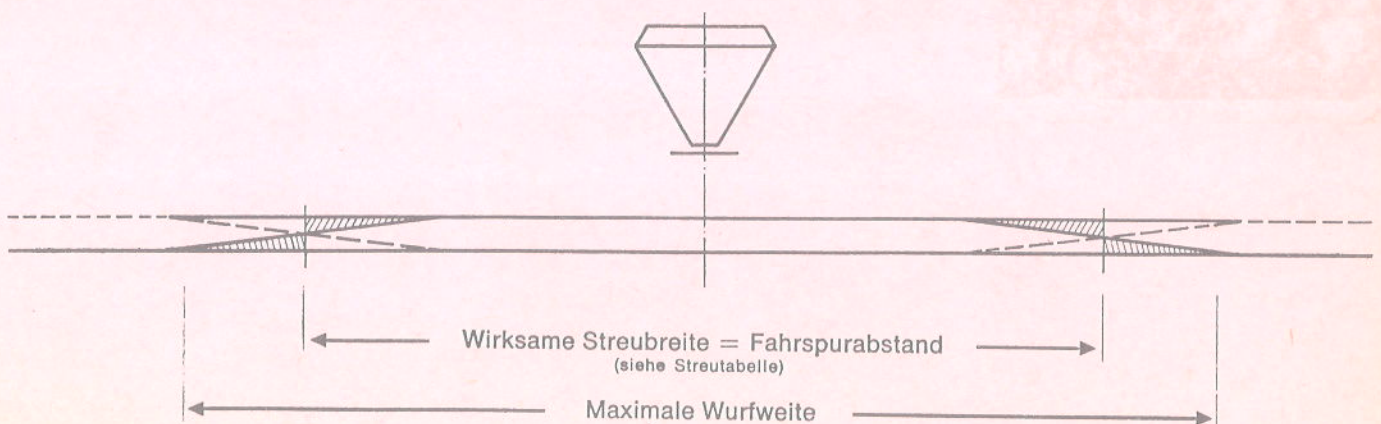 Wirksame Streubreite = Fahrspurabstand
(siehe Streutabelle)
Maximale Wurfweite